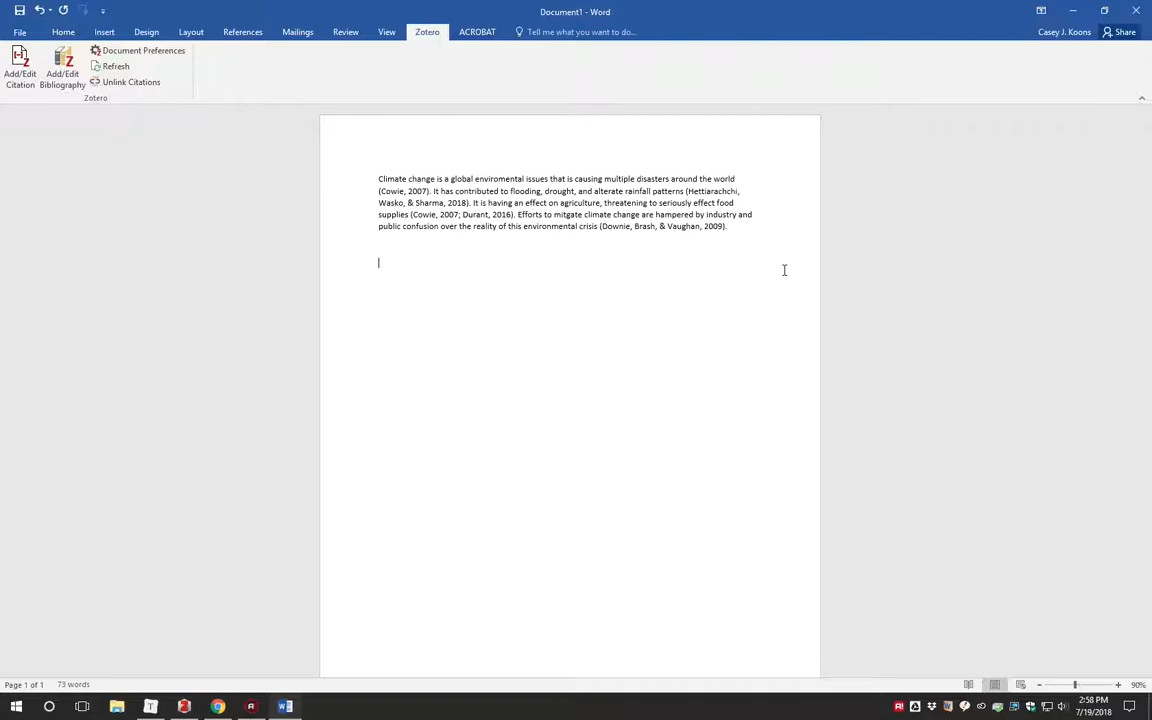 Document1 - Word
File Home Insert Design Layout References Mailings Review View Zotero ACROBAT Tell me what you want to do... Casey J. Koons Share
Add/Edit Citation
Add/Edit Bibliography
Document Preferences
Refresh
Unlink Citations
Zotero
Climate change is a global enviromental issues that is causing multiple disasters around the world
(Cowie, 2007). It has contributed to flooding, drought, and alterate rainfall patterns (Hettiarachchi,
Wasko, & Sharma, 2018). It is having an effect on agriculture, threatening to seriously effect food
supplies (Cowie, 2007; Durant, 2016). Efforts to mitgate climate change are hampered by industry and
public confusion over the reality of this environmental crisis (Downie, Brash, & Vaughan, 2009).
Page 1 of 1 73 words 90%
2:58 PM
7/19/2018